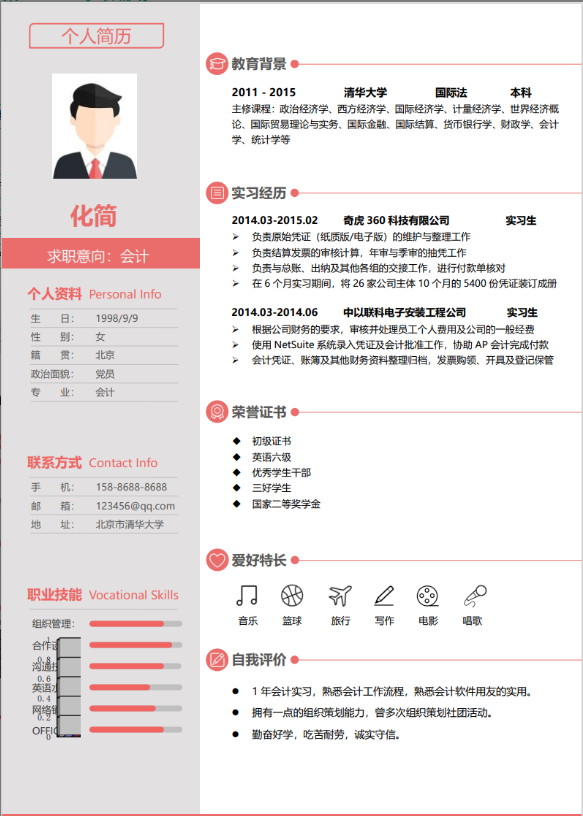 个人简历
化简
求职意向：会计
个人资料 Personal Info
生 日： 1998/9/9
性 别： 女
籍 贯： 北京
政治面貌： 党员
专 业： 会计
联系方式 Contact Info
手 机： 158-8688-8688
邮 箱： 123456@qq.com
地 址： 北京市清华大学
职业技能 Vocational Skills
组织管理：
合作
沟通
英语
网络
OFFIC
1
0.8
0.6
0.4
0.2
0
教育背景
2011 - 2015 清华大学 国际法 本科
主修课程：政治经济学、西方经济学、国际经济学、计量经济学、世界经济概
论、国际贸易理论与实务、国际金融、国际结算、货币银行学、财政学、会计
学、统计学等
实习经历
2014.03-2015.02 奇虎 360 科技有限公司 实习生
➢ 负责原始凭证（纸质版/电子版）的维护与整理工作
➢ 负责结算发票的审核计算，年审与季审的抽凭工作
➢ 负责与总账、出纳及其他各组的交接工作，进行付款单核对
➢ 在 6 个月实习期间，将 26 家公司主体 10 个月的 5400 份凭证装订成册
2014.03-2014.06 中以联科电子安装工程公司 实习生
➢ 根据公司财务的要求，审核并处理员工个人费用及公司的一般经费
➢ 使用 NetSuite 系统录入凭证及会计批准工作，协助 AP 会计完成付款
➢ 会计凭证、账簿及其他财务资料整理归档，发票购领、开具及登记保管
荣誉证书
◆ 初级证书
◆ 英语六级
◆ 优秀学生干部
◆ 三好学生
◆ 国家二等奖学金
爱好特长
音乐 篮球 旅行 写作 电影 唱歌
自我评价
● 1 年会计实习，熟悉会计工作流程，熟悉会计软件用友的实用。
● 拥有一点的组织策划能力，曾多次组织策划社团活动。
● 勤奋好学，吃苦耐劳，诚实守信。